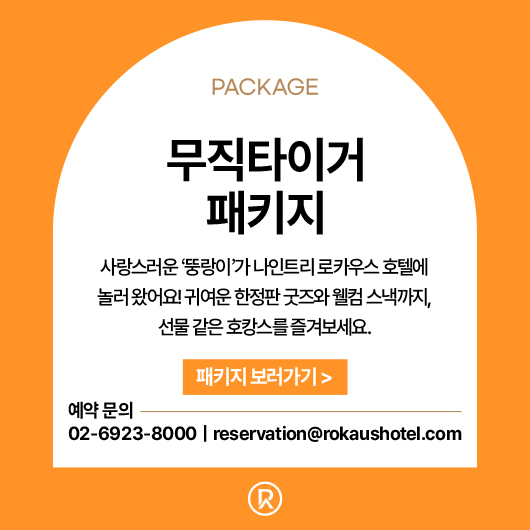 PACKAGE
무직타이거
패키지
사랑스러운 ‘뚱랑이’가 나인트리 로카우스 호텔에
놀러 왔어요! 귀여운 한정판 굿즈와 웰컴 스낵까지,
선물 같은 호캉스를 즐겨보세요.
패키지 보러가기 >
예약 문의
02-6923-8000 | reservation@rokaushotel.com